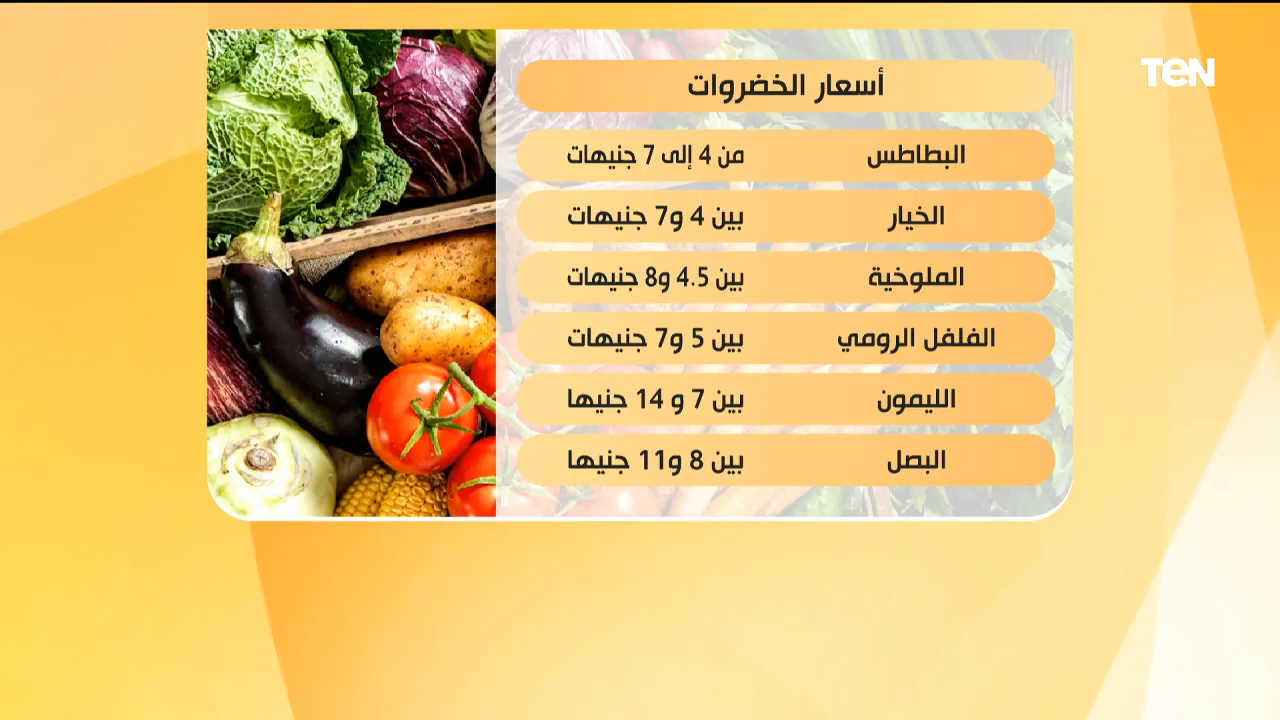 TeN
أسعار الخضروات
البطاطس من 4 إلى 7 جنيهات
الخيار بين 4 و7 جنيهات
الملوخية بين 4.5 و8 جنيهات
الفلفل الرومي بين 5 و7 جنيهات
الليمون بين 7 و 14 جنيها
البصل بين 8 و11 جنيها